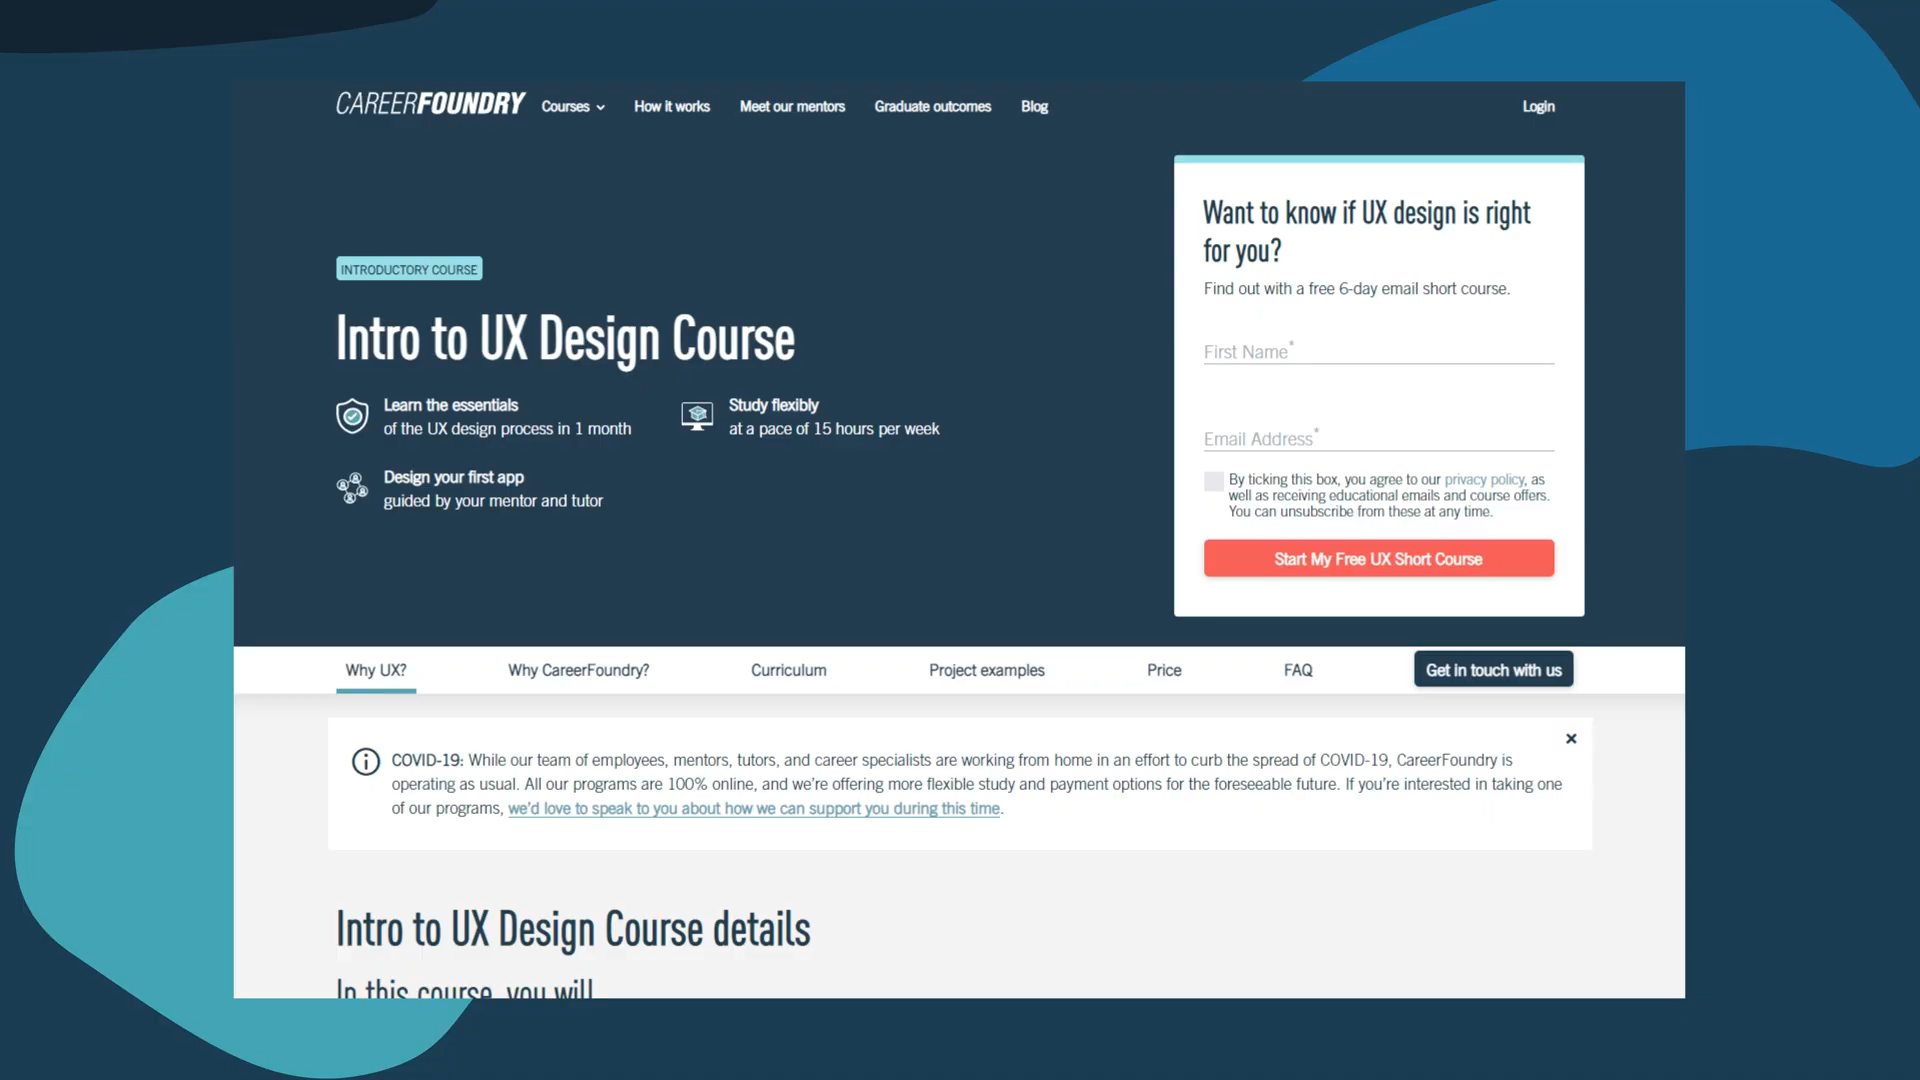 CAREERFOUNDRY Courses How it works Meet our mentors Graduate outcomes Blog Login
INTRODUCTORY COURSE
Intro to UX Design Course
Learn the essentials
of the UX design process in 1 month
Study flexibly
at a pace of 15 hours per week
Design your first app
guided by your mentor and tutor
Want to know if UX design is right
for you?
Find out with a free 6-day email short course.
First Name*
Email Address*
By ticking this box, you agree to our privacy policy, as
well as receiving educational emails and course offers.
You can unsubscribe from these at any time.
Start My Free UX Short Course
Why UX? Why CareerFoundry? Curriculum Project examples Price FAQ Get in touch with us
COVID-19: While our team of employees, mentors, tutors, and career specialists are working from home in an effort to curb the spread of COVID-19, CareerFoundry is
operating as usual. All our programs are 100% online, and we're offering more flexible study and payment options for the foreseeable future. If you're interested in taking one
of our programs, we'd love to speak to you about how we can support you during this time.
Intro to UX Design Course details
In this course, you will